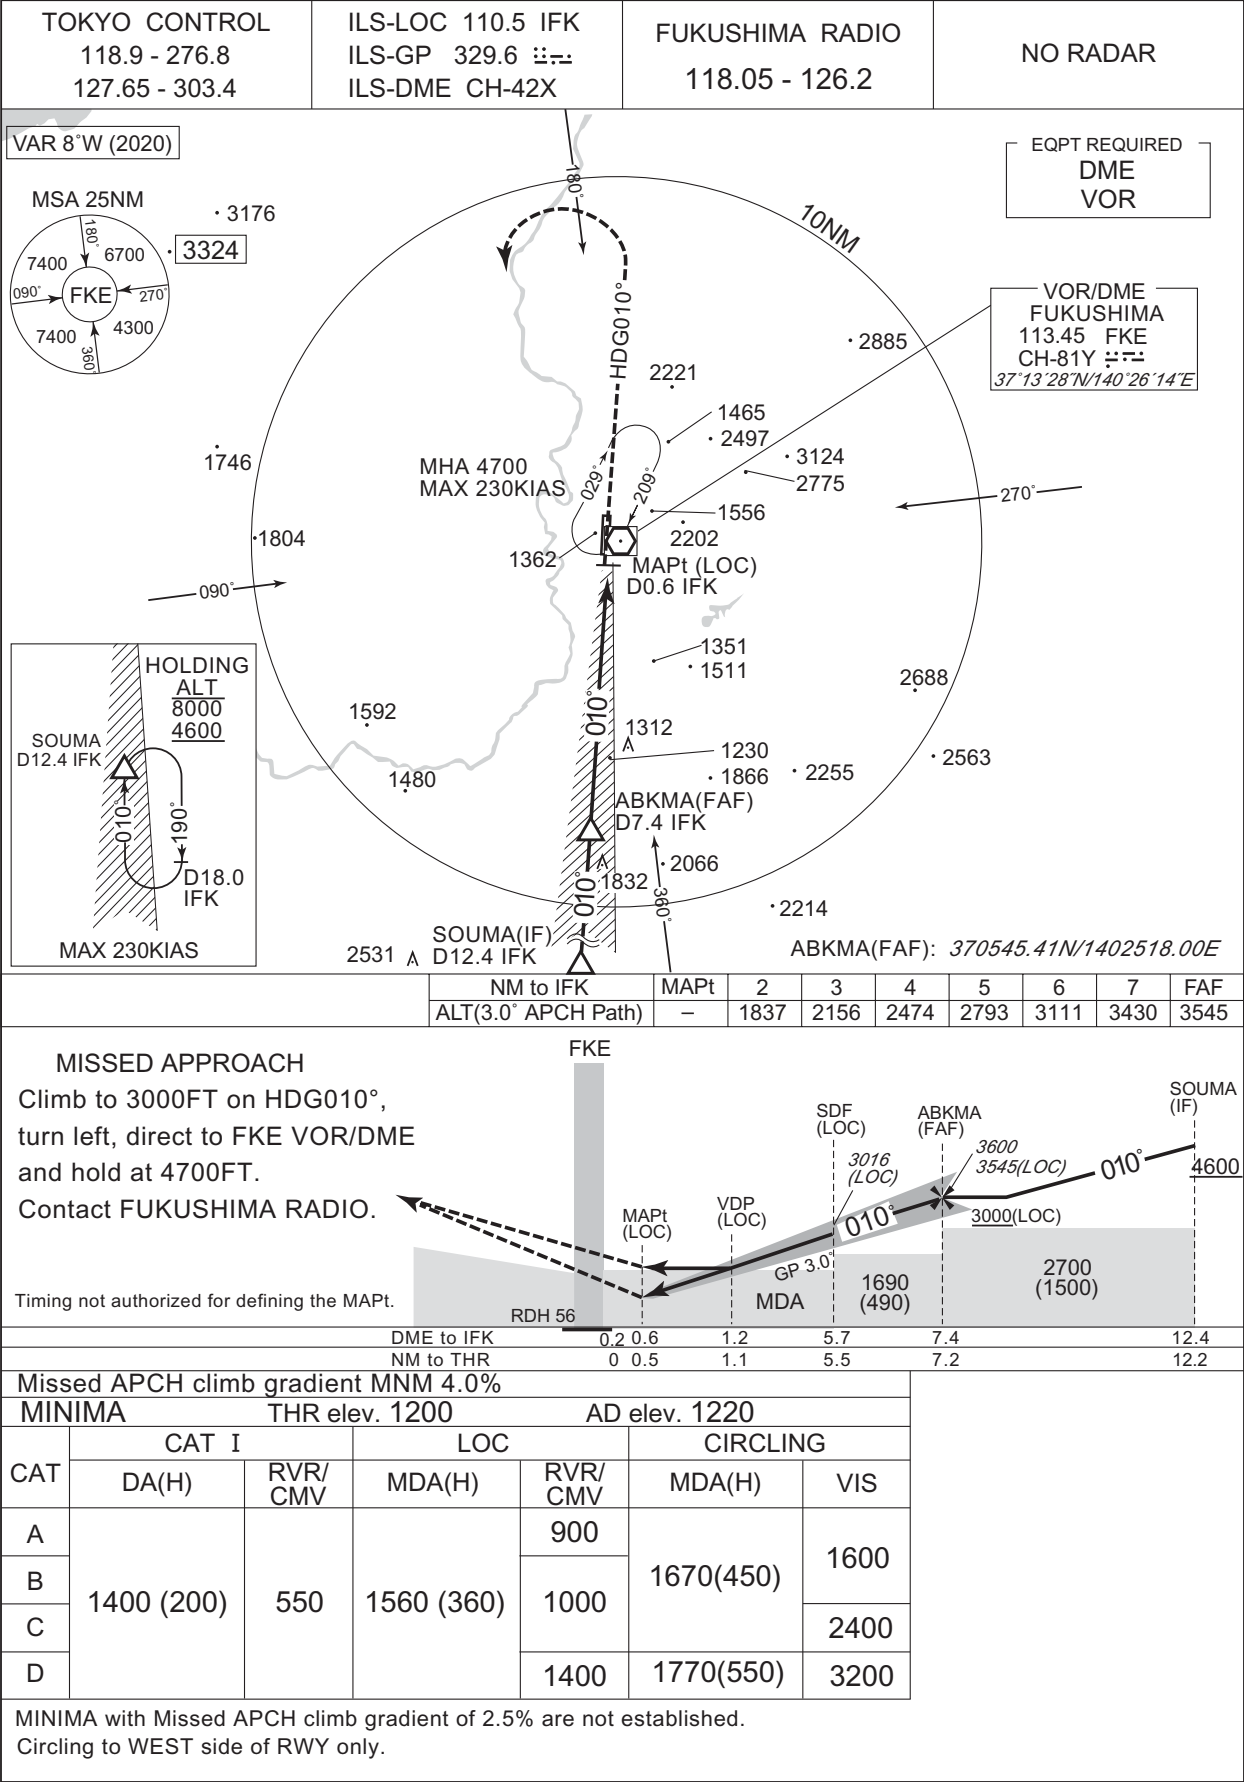 TOKYO CONTROL
118.9 - 276.8
127.65 - 303.4
ILS-LOC 110.5 IFK
ILS-GP 329.6
ILS-DME CH-42X
FUKUSHIMA RADIO
118.05 - 126.2
NO RADAR
VAR 8°W (2020)
EQPT REQUIRED
DME
VOR
MSA 25NM
180°
7400
6700
090°
FKE
270°
7400
4300
360°
3176
3324
180°
10NM
VOR/DME
FUKUSHIMA
113.45 FKE
CH-81Y
37°13′28″N/140°26′14″E
2885
HDG010°
2221
1465
2497
3124
2775
1746
MHA 4700
MAX 230KIAS
029°
209°
270°
1556
2202
1804
1362
MAPt (LOC)
D0.6 IFK
090°
1351
1511
2688
HOLDING
ALT
8000
4600
SOUMA
D12.4 IFK
010°
190°
D18.0
IFK
MAX 230KIAS
1592
010°
1312
1230
1866
2255
2563
1480
ABKMA(FAF)
D7.4 IFK
2066
1832
010°
360°
2214
SOUMA(IF)
2531
D12.4 IFK
ABKMA(FAF): 370545.41N/1402518.00E
NM to IFK MAPt 2 3 4 5 6 7 FAF
ALT(3.0° APCH Path) – 1837 2156 2474 2793 3111 3430 3545
MISSED APPROACH
Climb to 3000FT on HDG010°,
turn left, direct to FKE VOR/DME
and hold at 4700FT.
Contact FUKUSHIMA RADIO.
Timing not authorized for defining the MAPt.
FKE
SOUMA
(IF)
SDF
(LOC)
ABKMA
(FAF)
3016
(LOC)
3600
3545(LOC)
010°
4600
MAPt
(LOC)
VDP
(LOC)
010°
3000(LOC)
GP 3.0°
MDA
1690
(490)
2700
(1500)
RDH 56
DME to IFK 0.2 0.6 1.2 5.7 7.4 12.4
NM to THR 0 0.5 1.1 5.5 7.2 12.2
Missed APCH climb gradient MNM 4.0%
MINIMA THR elev. 1200 AD elev. 1220
CAT
CAT I
LOC
CIRCLING
DA(H)
RVR/
CMV
MDA(H)
RVR/
CMV
MDA(H)
VIS
A
B
C
D
1400 (200)
550
1560 (360)
900
1000
1400
1670(450)
1770(550)
1600
2400
3200
MINIMA with Missed APCH climb gradient of 2.5% are not established.
Circling to WEST side of RWY only.